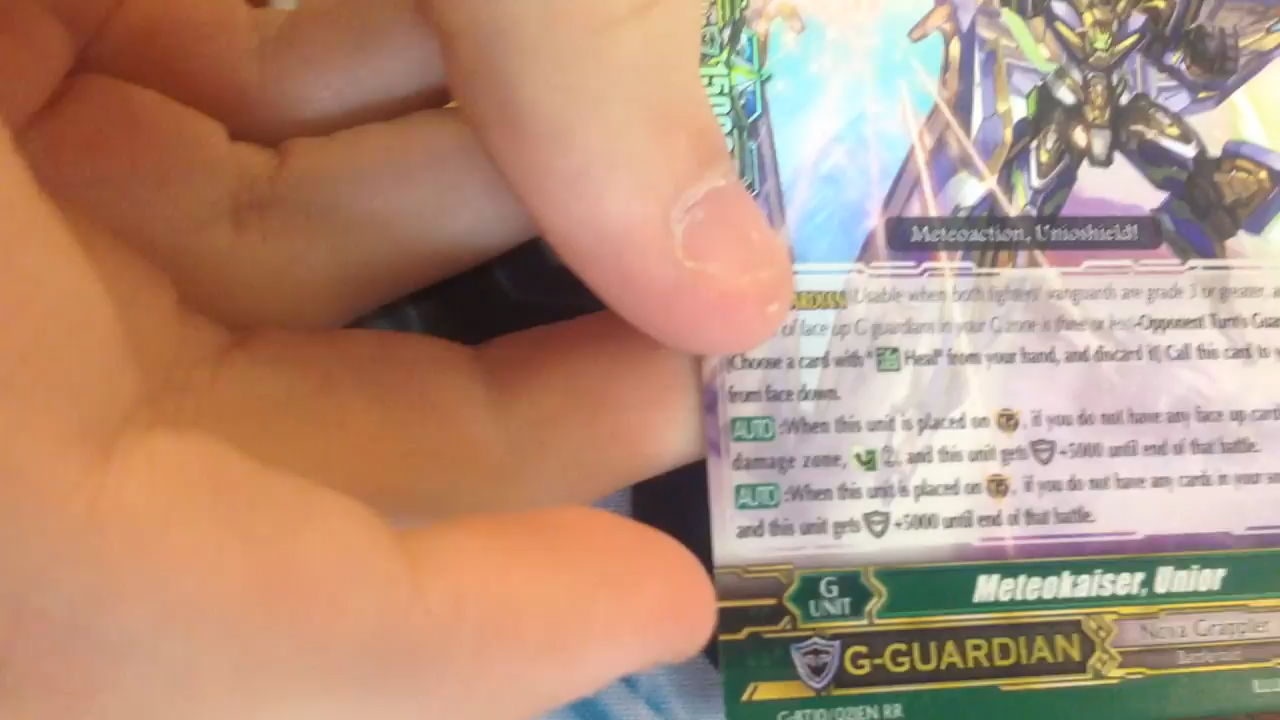 1500
Meteoaction, Unioshield!
Usable when both fighters' vanguards are grade 3 or greater,
of face up G guardians in your G zone is three or Opponent Turn's
Choose a card with " Heal" from your hand, and discard it] Call this card to
from face down.
AUTO :When this unit is placed on , if you do not have any face up
damage zone, and this unit gets +5000 until end of that battle.
AUTO :When this unit is placed on , if you do not have any cards in your
and this unit gets +5000 until end of that battle.
G
UNIT
Meteokaiser, Unior
G-GUARDIAN
Nova Grappler
Battleroid
G-BT10/021EN RR